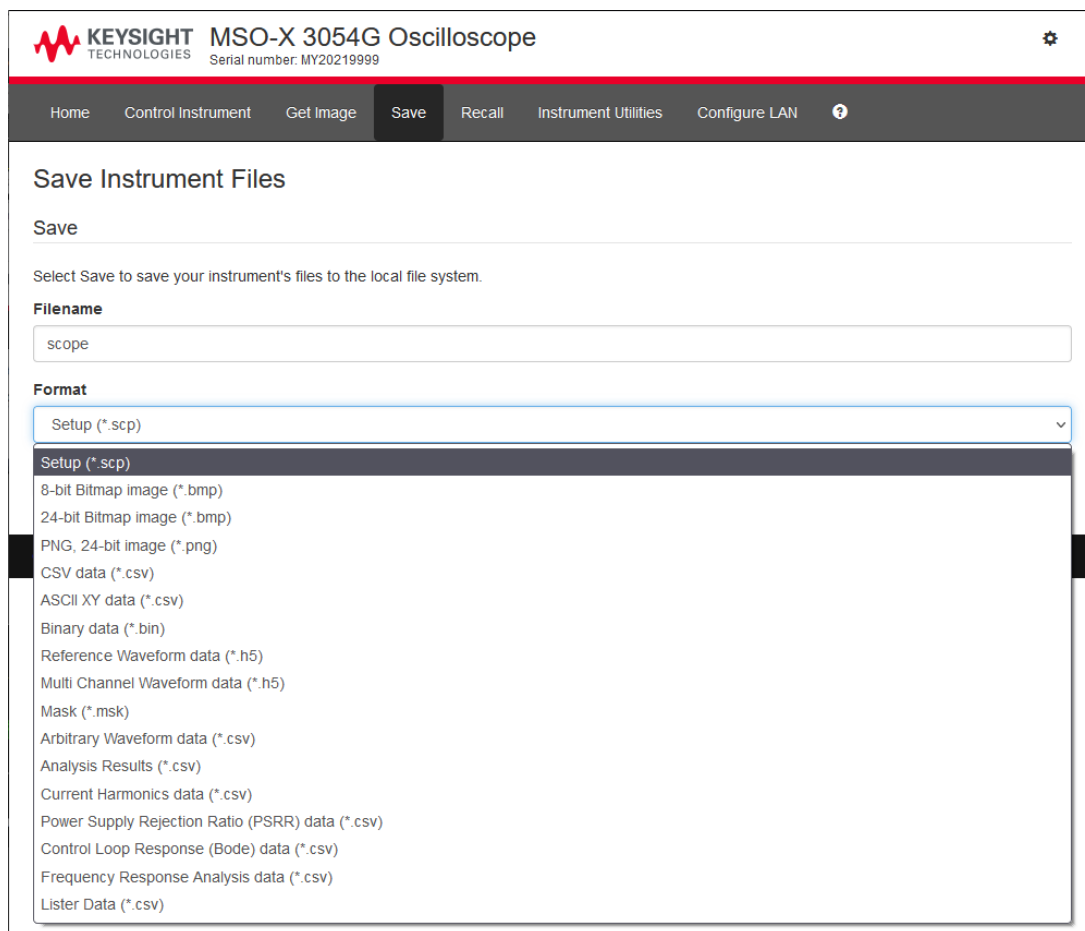 KEYSIGHT
TECHNOLOGIES
MSO-X 3054G Oscilloscope
Serial number: MY20219999
Home Control Instrument Get Image Save Recall Instrument Utilities Configure LAN ?
Save Instrument Files
Save
Select Save to save your instrument's files to the local file system.
Filename
scope
Format
Setup (*.scp)
Setup (*.scp)
8-bit Bitmap image (*.bmp)
24-bit Bitmap image (*.bmp)
PNG, 24-bit image (*.png)
CSV data (*.csv)
ASCII XY data (*.csv)
Binary data (*.bin)
Reference Waveform data (*.h5)
Multi Channel Waveform data (*.h5)
Mask (*.msk)
Arbitrary Waveform data (*.csv)
Analysis Results (*.csv)
Current Harmonics data (*.csv)
Power Supply Rejection Ratio (PSRR) data (*.csv)
Control Loop Response (Bode) data (*.csv)
Frequency Response Analysis data (*.csv)
Lister Data (*.csv)